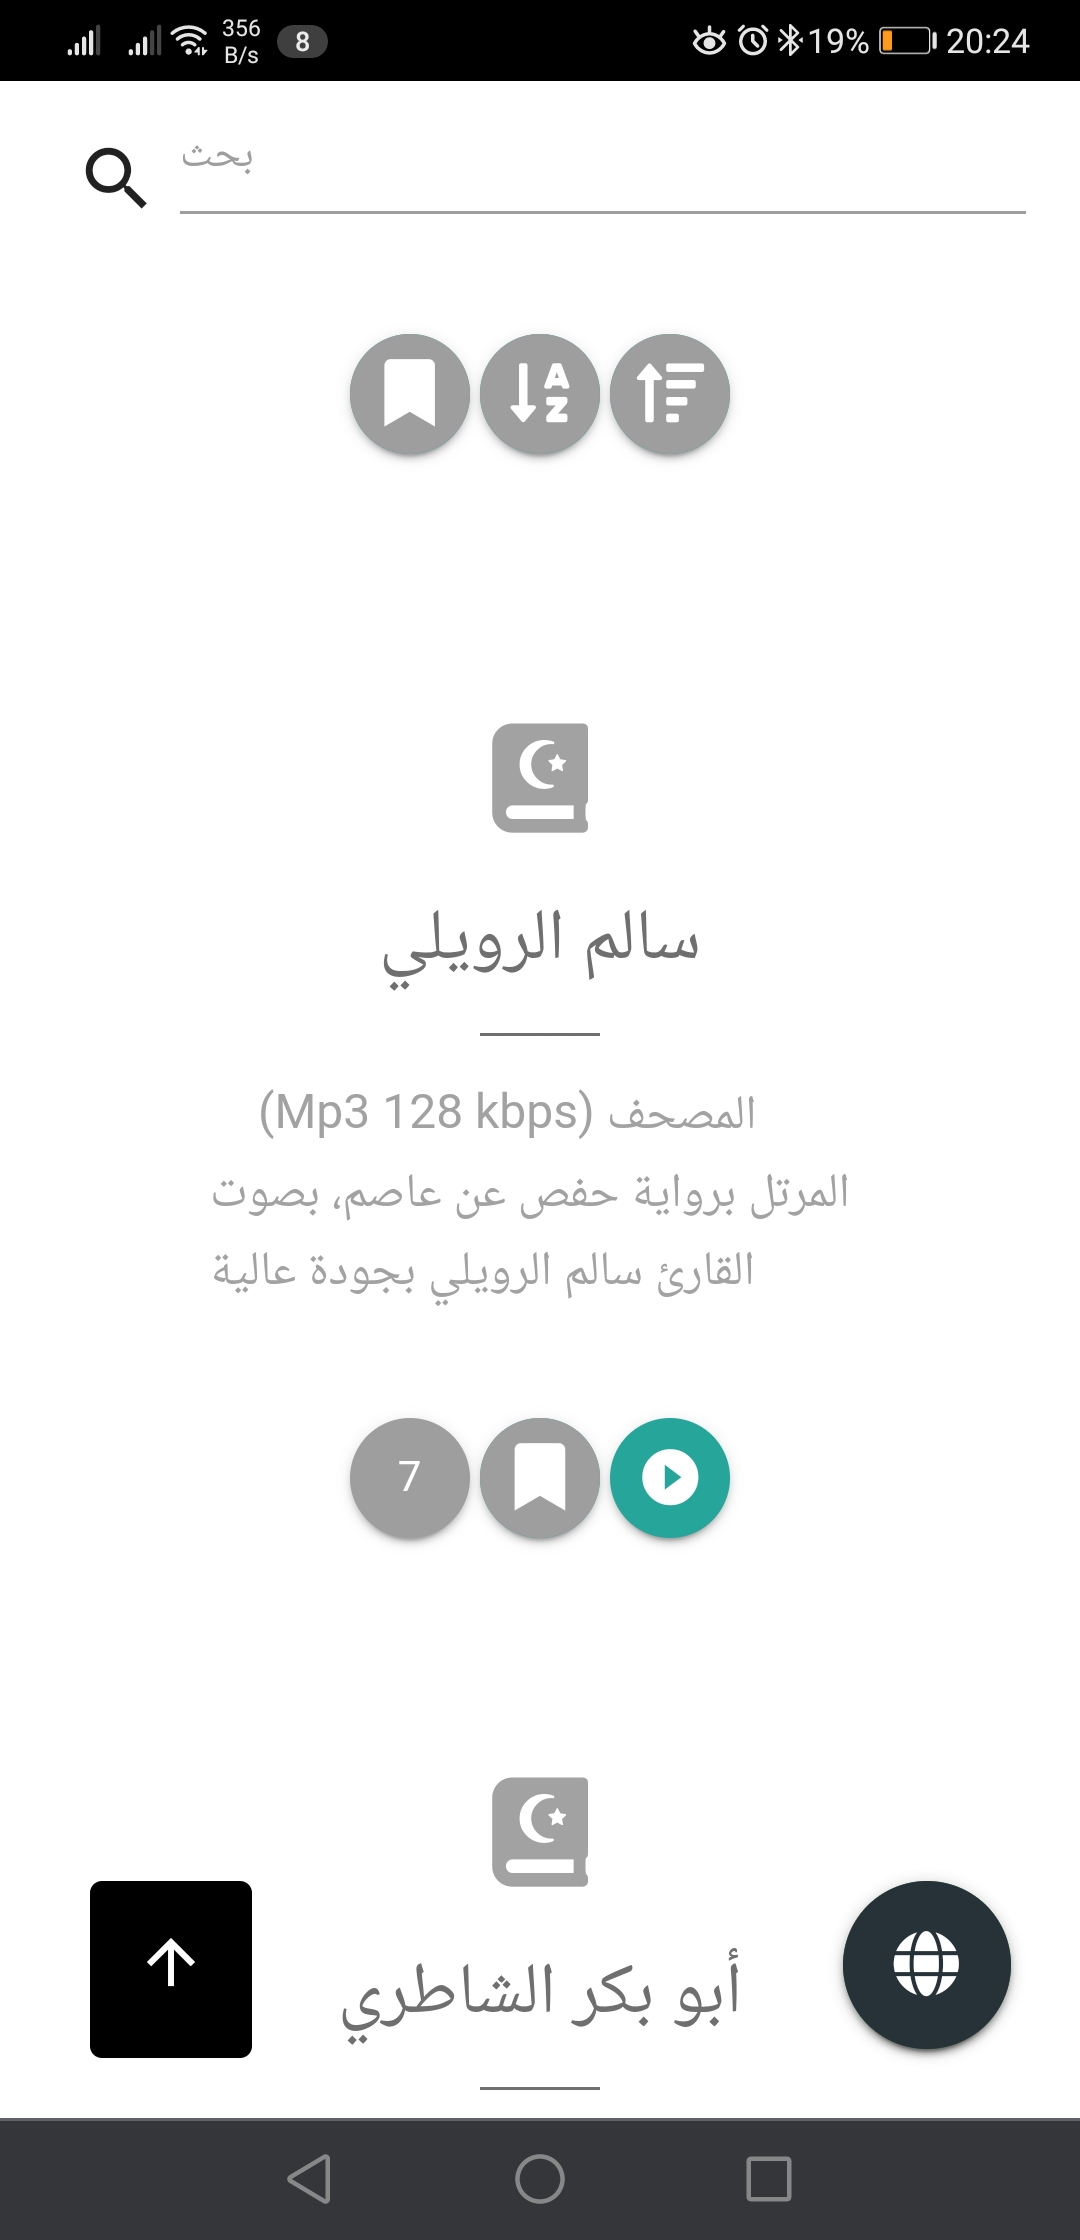 356
B/s
8
19%
20:24
بحث
A
Z
سالم الرويلي
المصحف (Mp3 128 kbps)
المرتل برواية حفص عن عاصم، بصوت
القارئ سالم الرويلي بجودة عالية
7
أبو بكر الشاطري